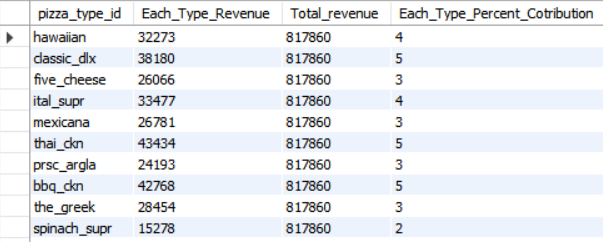 pizza_type_id Each_Type_Revenue Total_revenue Each_Type_Percent_Cotribution
hawaiian 32273 817860 4
classic_dlx 38180 817860 5
five_cheese 26066 817860 3
ital_supr 33477 817860 4
mexicana 26781 817860 3
thai_ckn 43434 817860 5
prsc_argla 24193 817860 3
bbq_ckn 42768 817860 5
the_greek 28454 817860 3
spinach_supr 15278 817860 2